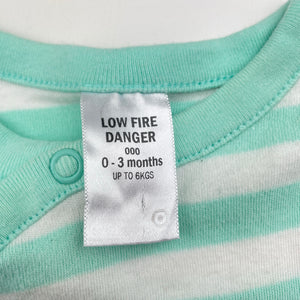 LOW FIRE
DANGER
000
0 - 3 months
UP TO 6KGS